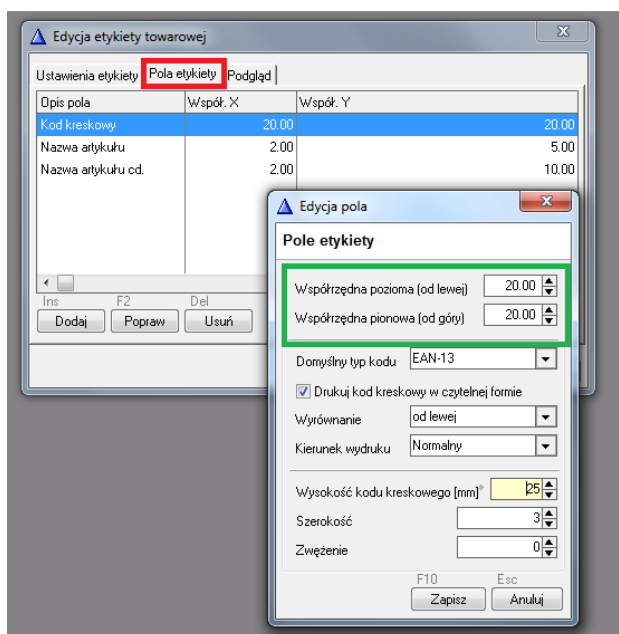 Edycja etykiety towarowej
Ustawienia etykiety Pola etykiety Podgląd
Opis pola Współ. X Współ. Y
Kod kreskowy 20.00 20.00
Nazwa artykułu 2.00 5.00
Nazwa artykułu cd. 2.00 10.00
Ins F2 Del
Dodaj Popraw Usuń
Edycja pola
Pole etykiety
Współrzędna pozioma (od lewej) 20.00
Współrzędna pionowa (od góry) 20.00
Domyślny typ kodu EAN-13
Drukuj kod kreskowy w czytelnej formie
Wyrównanie od lewej
Kierunek wydruku Normalny
Wysokość kodu kreskowego [mm]* 25
Szerokość 3
Zwężenie 0
F10 Esc
Zapisz Anuluj